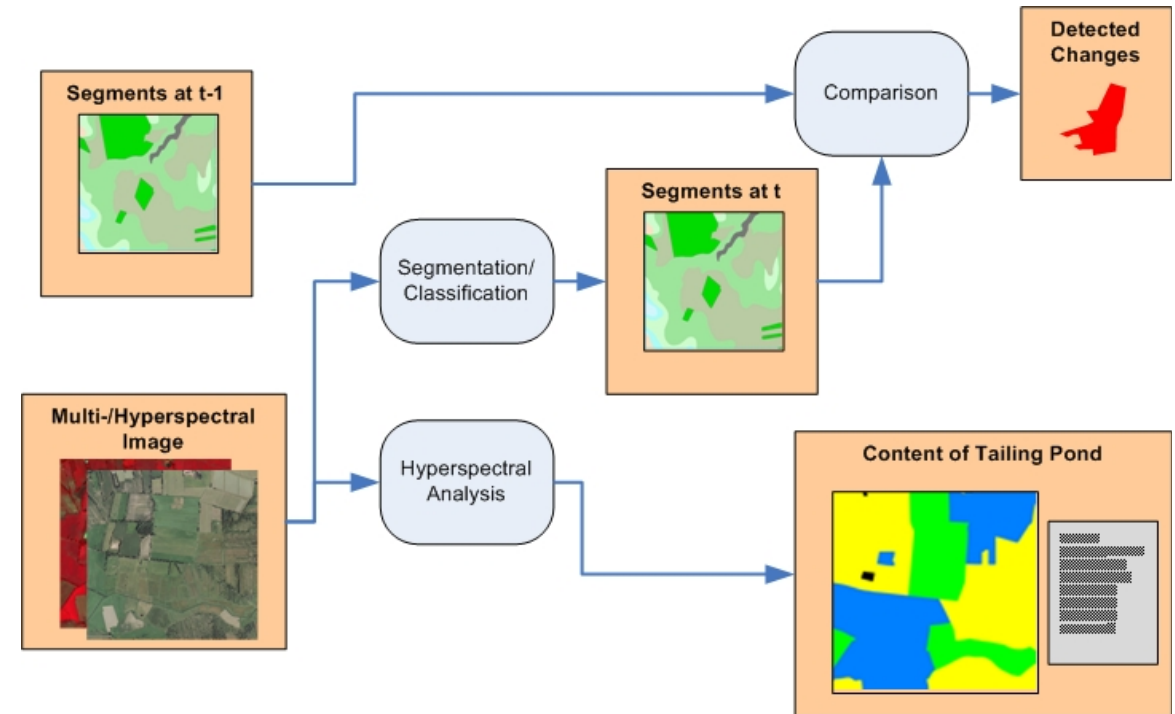 Detected
Changes
Segments at t-1
Comparison
Segments at t
Segmentation/
Classification
Multi-/Hyperspectral
Image
Hyperspectral
Analysis
Content of Tailing Pond